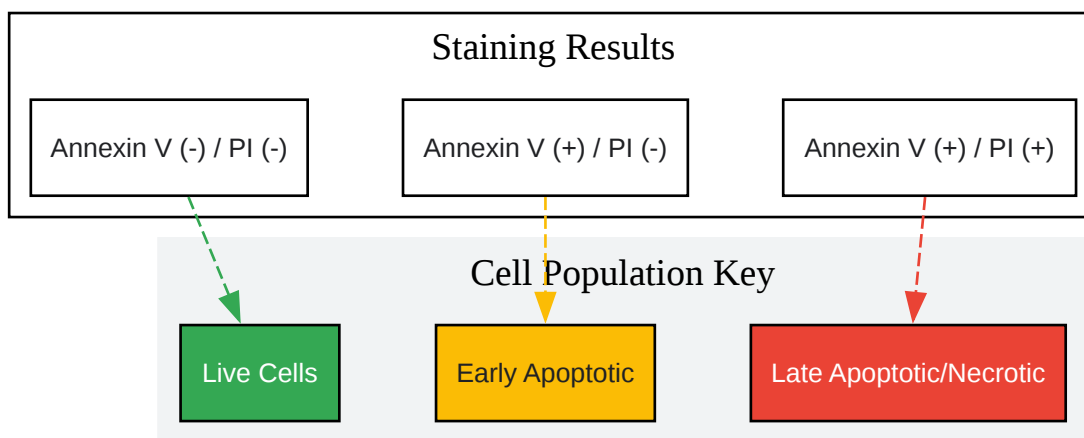 Staining Results
Annexin V (-) / PI (-)
Annexin V (+) / PI (-)
Annexin V (+) / PI (+)
Cell Population Key
Live Cells
Early Apoptotic
Late Apoptotic/Necrotic